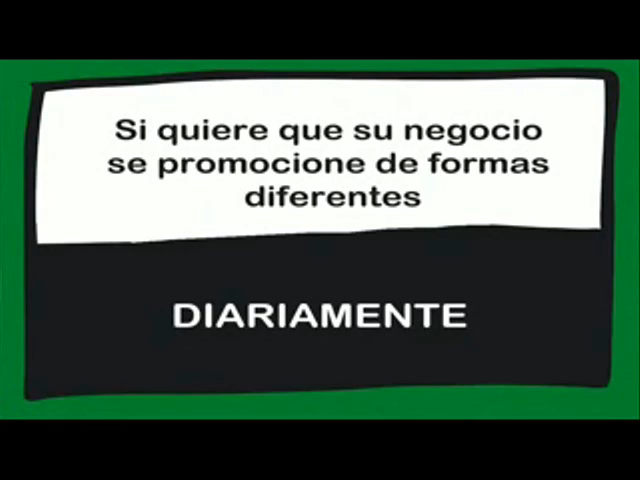 Si quiere que su negocio
se promocione de formas
diferentes
DIARIAMENTE